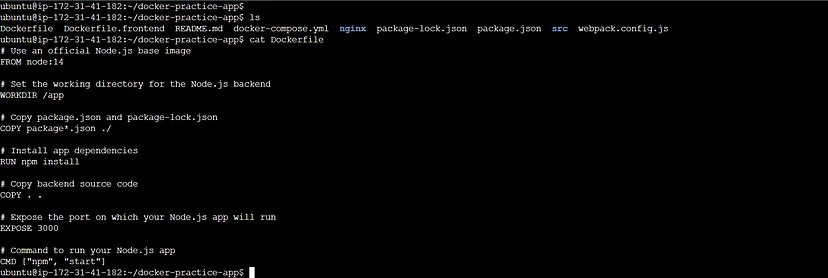 ubuntu@ip-172-31-41-182:~/docker-practice-app$
ubuntu@ip-172-31-41-182:~/docker-practice-app$ ls
Dockerfile Dockerfile.frontend README.md docker-compose.yml nginx package-lock.json package.json src webpack.config.js
ubuntu@ip-172-31-41-182:~/docker-practice-app$ cat Dockerfile
# Use an official Node.js base image
FROM node:14
# Set the working directory for the Node.js backend
WORKDIR /app
# Copy package.json and package-lock.json
COPY package*.json ./
# Install app dependencies
RUN npm install
# Copy backend source code
COPY . .
# Expose the port on which your Node.js app will run
EXPOSE 3000
# Command to run your Node.js app
CMD ["npm", "start"]
ubuntu@ip-172-31-41-182:~/docker-practice-app$